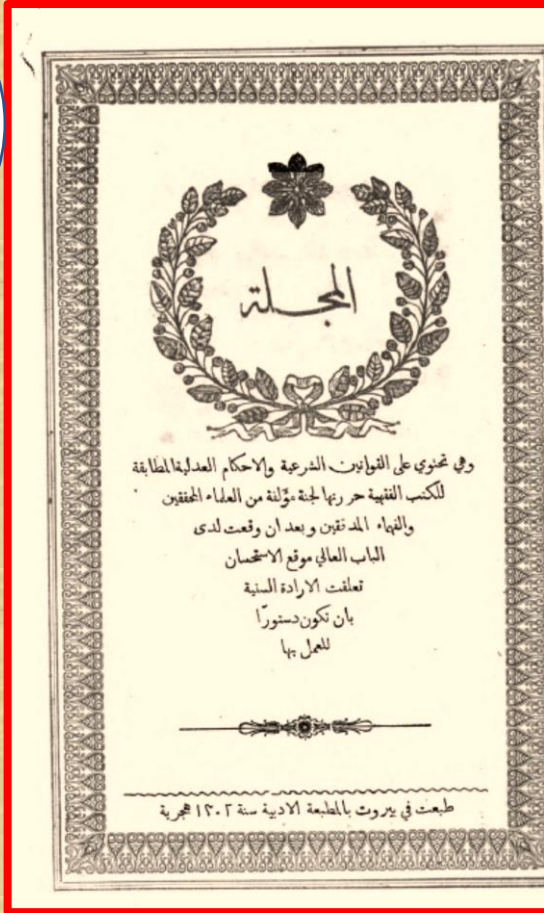 المجلة
وهي تحتوي على القوانين الشرعية والاحكام العدلية المطابقة
للكتب الفقهية حررتها لجنة مؤلفة من العلماء المحققين
والفقهاء المدققين وبعد ان وقعت لدى
الباب العالي موقع الاستحسان
تعلقت الارادة السنية
بان تكون دستورًا
للعمل بها
طبعت في بيروت بالمطبعة الادبية سنة ١٣٠٢ هجرية